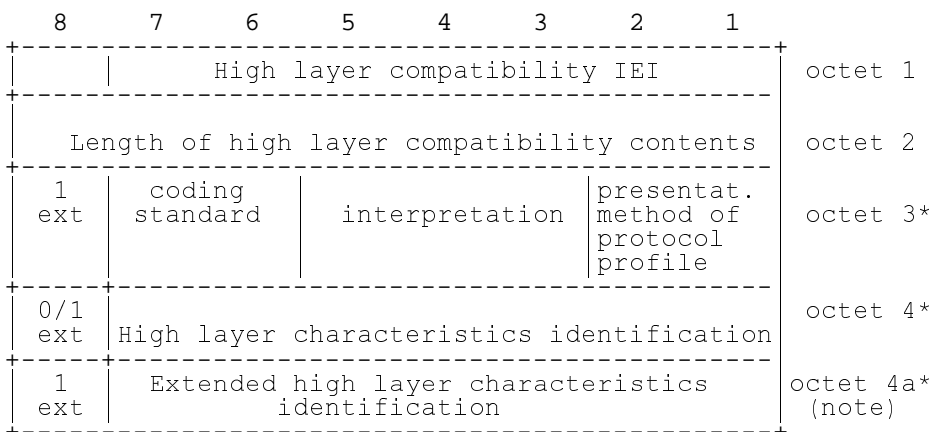 8 7 6 5 4 3 2 1
High layer compatibility IEI octet 1
Length of high layer compatibility contents octet 2
1 coding presentat.
ext standard interpretation method of octet 3*
protocol
profile
0/1 octet 4*
ext High layer characteristics identification
1 Extended high layer characteristics octet 4a*
ext identification (note)